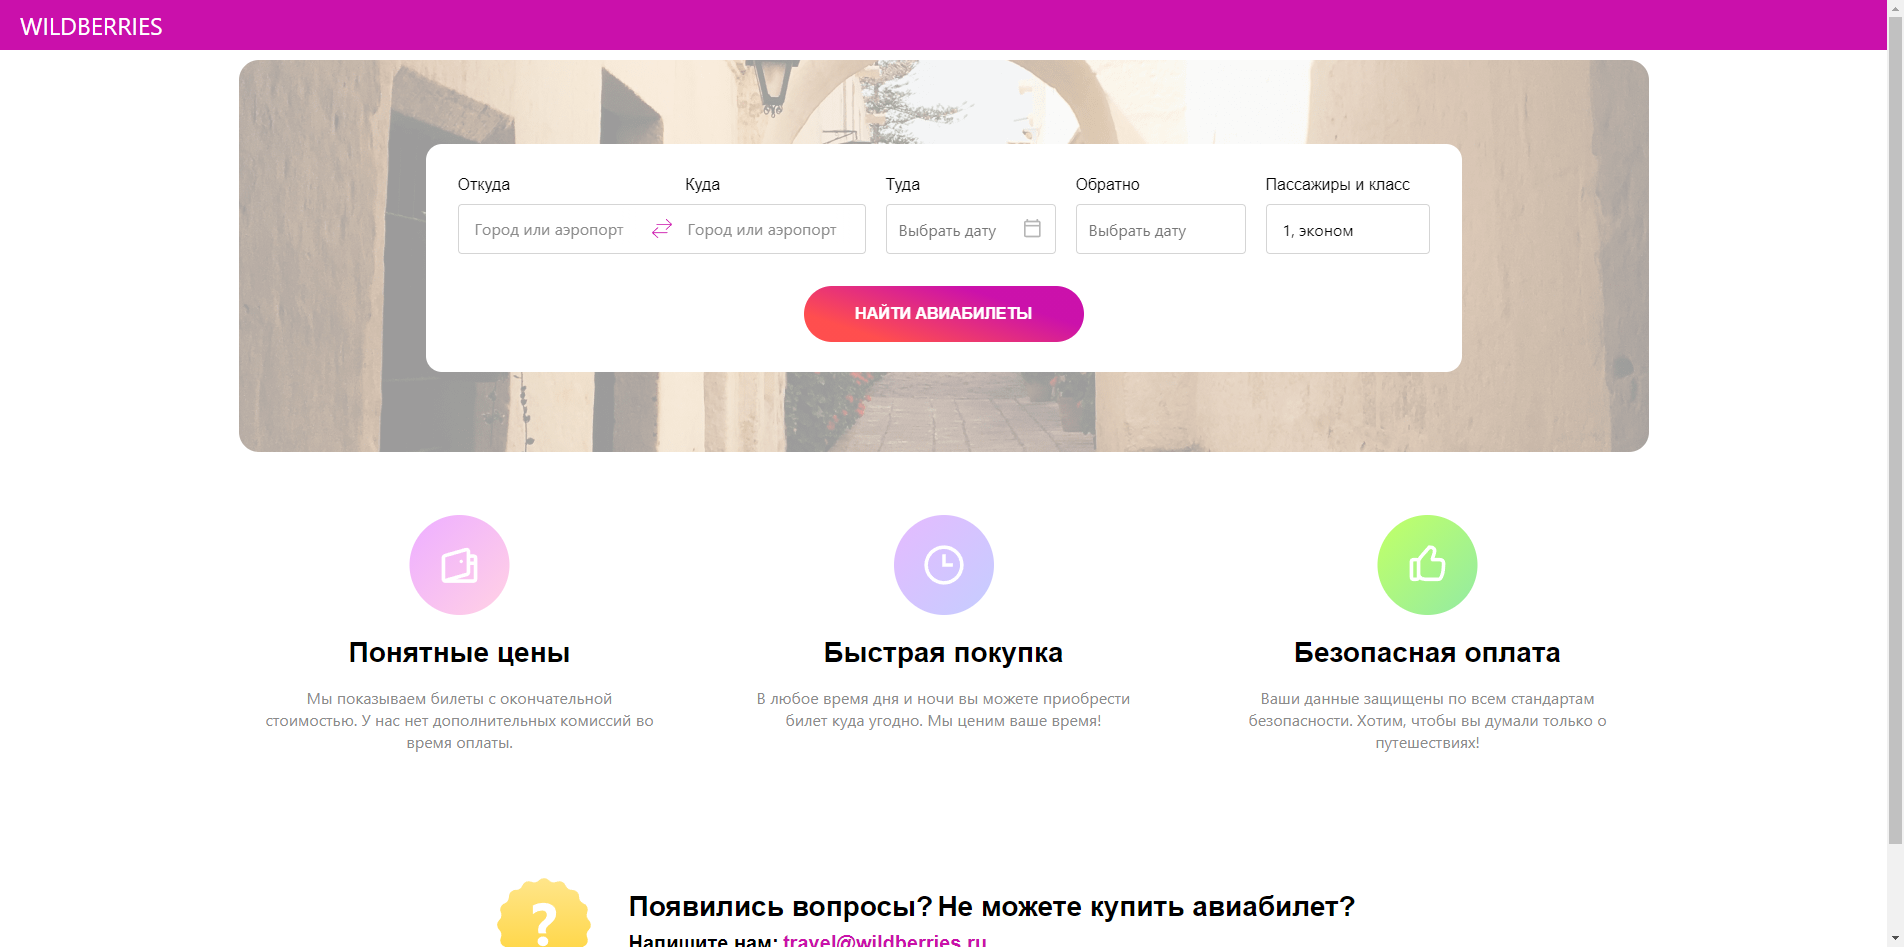 WILDBERRIES
Откуда
Куда
Туда
Обратно
Пассажиры и класс
Город или аэропорт
Город или аэропорт
Выбрать дату
Выбрать дату
1, эконом
НАЙТИ АВИАБИЛЕТЫ
Понятные цены
Мы показываем билеты с окончательной
стоимостью. У нас нет дополнительных комиссий во
время оплаты.
Быстрая покупка
В любое время дня и ночи вы можете приобрести
билет куда угодно. Мы ценим ваше время!
Безопасная оплата
Ваши данные защищены по всем стандартам
безопасности. Хотим, чтобы вы думали только о
путешествиях!
?
Появились вопросы? Не можете купить авиабилет?
Напишите нам: travel@wildberries.ru